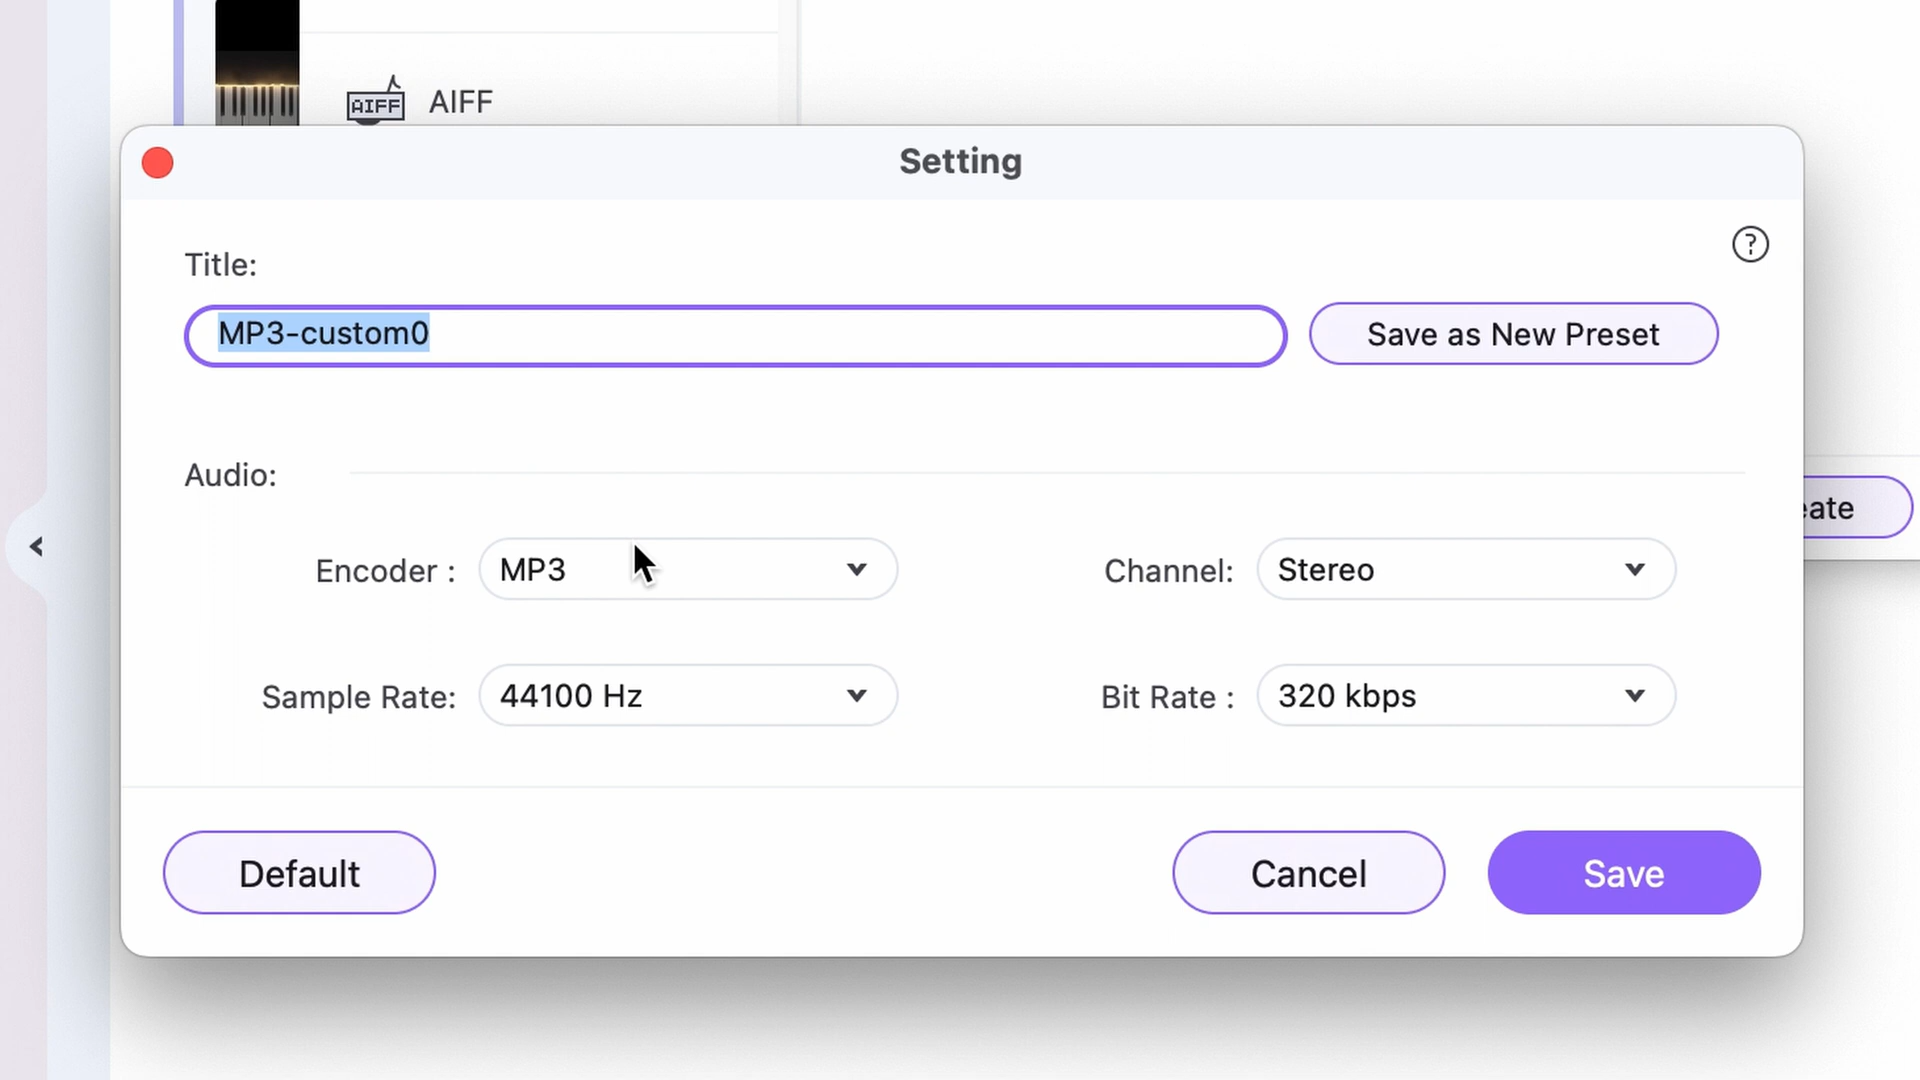 AIFF AIFF
Setting
Title:
?
MP3-custom0 Save as New Preset
Audio:
eate
Encoder : MP3 Channel: Stereo
Sample Rate: 44100 Hz Bit Rate : 320 kbps
Default Cancel Save